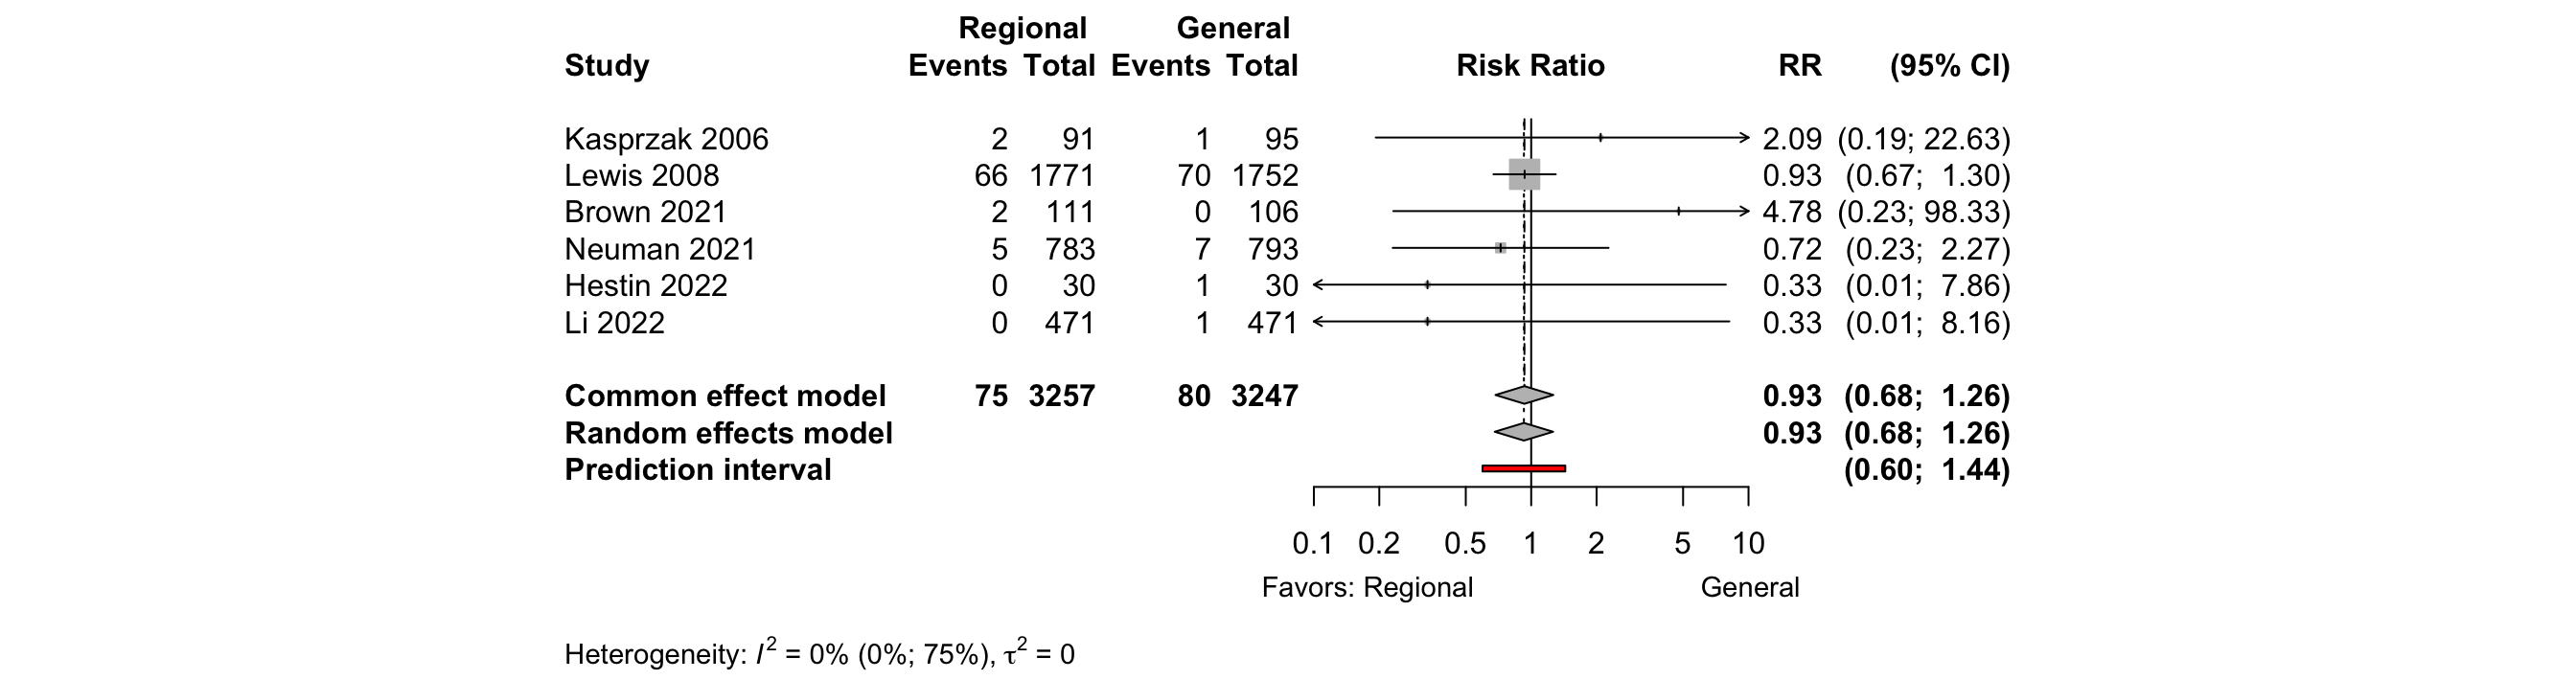 Regional General
Study Events Total Events Total Risk Ratio RR (95% CI)
Kasprzak 2006 2 91 1 95 2.09 (0.19; 22.63)
Lewis 2008 66 1771 70 1752 0.93 (0.67; 1.30)
Brown 2021 2 111 0 106 4.78 (0.23; 98.33)
Neuman 2021 5 783 7 793 0.72 (0.23; 2.27)
Hestin 2022 0 30 1 30 0.33 (0.01; 7.86)
Li 2022 0 471 1 471 0.33 (0.01; 8.16)
Common effect model 75 3257 80 3247 0.93 (0.68; 1.26)
Random effects model 0.93 (0.68; 1.26)
Prediction interval (0.60; 1.44)
0.1 0.2 0.5 1 2 5 10
Favors: Regional General
Heterogeneity: I² = 0% (0%; 75%), τ² = 0